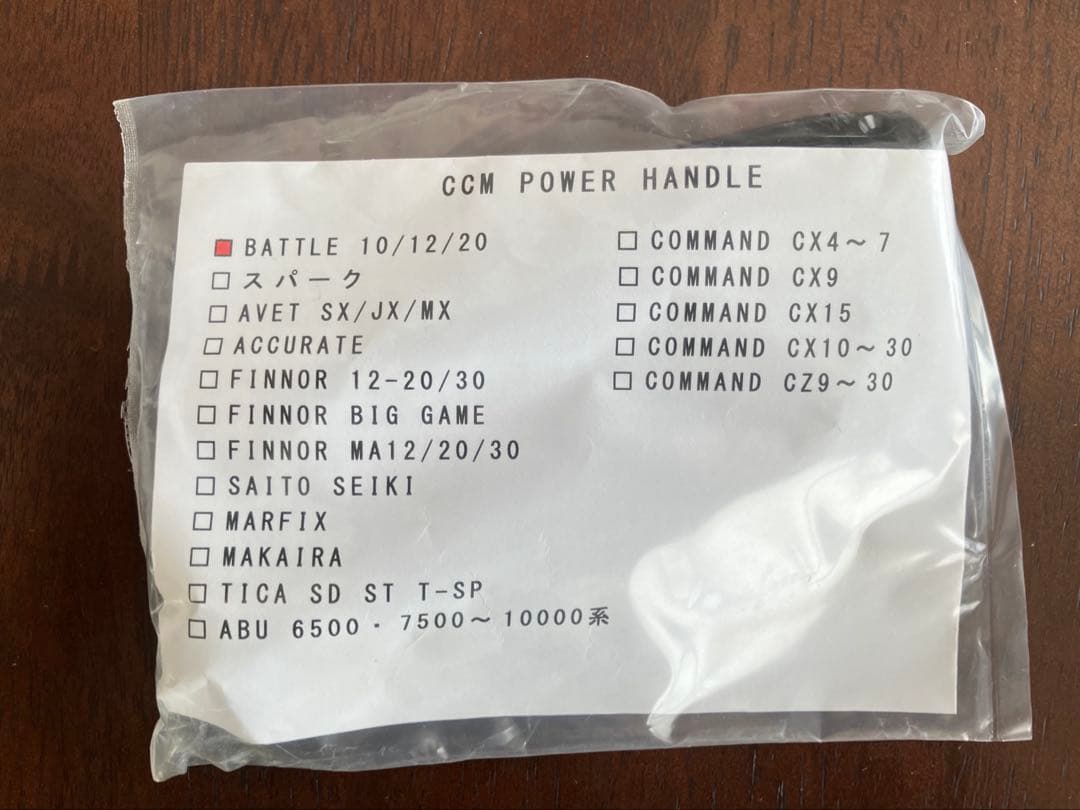 CCM POWER HANDLE
■ BATTLE 10/12/20
□ スパーク
□ AVET SX/JX/MX
□ ACCURATE
□ FINNOR 12-20/30
□ FINNOR BIG GAME
□ FINNOR MA12/20/30
□ SAITO SEIKI
□ MARFIX
□ MAKAIRA
□ TICA SD ST T-SP
□ ABU 6500・7500～10000系
□ COMMAND CX4～7
□ COMMAND CX9
□ COMMAND CX15
□ COMMAND CX10～30
□ COMMAND CZ9～30